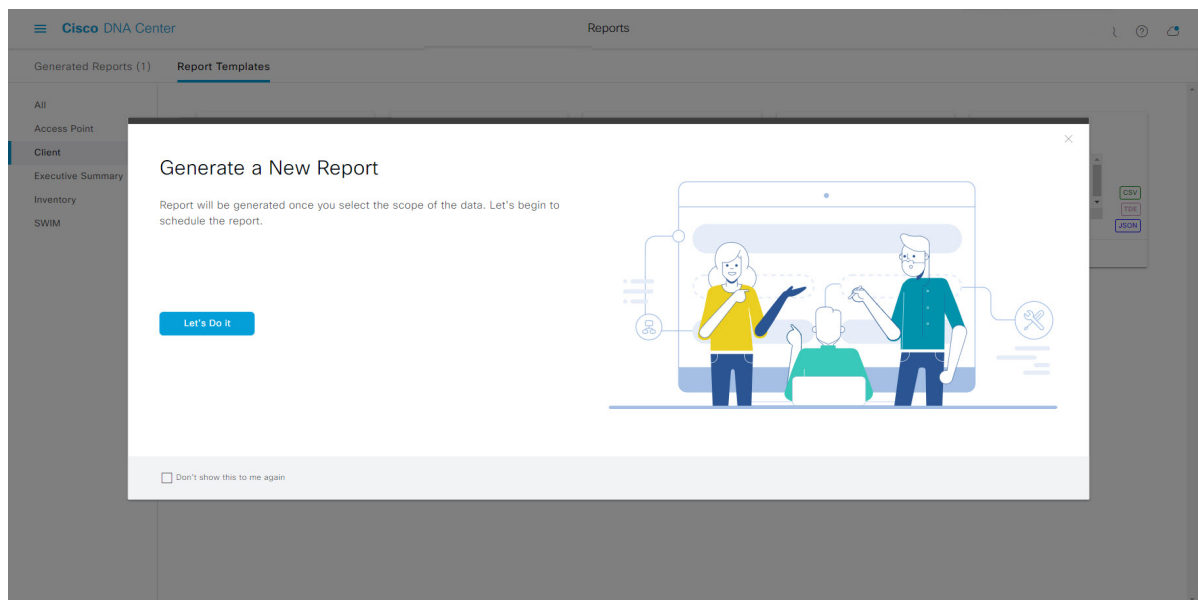 Cisco DNA Center
Reports
Generated Reports (1)
Report Templates
All
Access Point
Client
Executive Summary
Inventory
SWIM
Generate a New Report
Report will be generated once you select the scope of the data. Let's begin to
schedule the report.
Let's Do it
Don't show this to me again
CSV
TDE
JSON